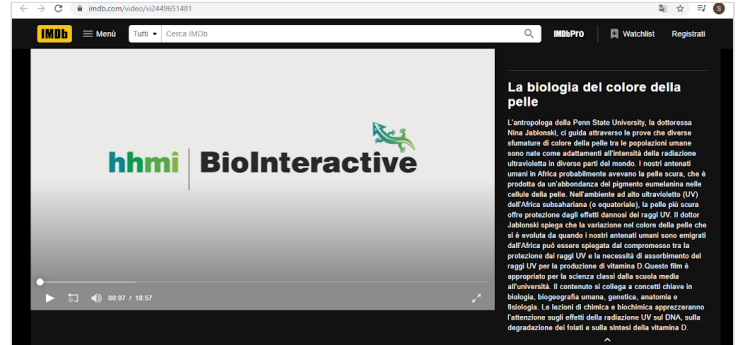 imdb.com/video/vi2449651481
S
IMDb Menù Tutti Cerca IMDb IMDbPRO Watchlist Registrati
La biologia del colore della
pelle
L'antropologa della Penn State University, la dottoressa
Nina Jablonski, ci guida attraverso le prove che diverse
sfumature di colore della pelle tra le popolazioni umane
sono nate come adattamenti all'intensità della radiazione
ultravioletta in diverse parti del mondo. I nostri antenati
umani in Africa probabilmente avevano la pelle scura, che è
prodotta da un'abbondanza del pigmento eumelanina nelle
cellule della pelle. Nell'ambiente ad alto ultravioletto (UV)
dell'Africa subsahariana (o equatoriale), la pelle più scura
offre protezione dagli effetti dannosi dei raggi UV. Il dottor
Jablonski spiega che la variazione nel colore della pelle che
si è evoluta da quando i nostri antenati umani sono emigrati
dall'Africa può essere spiegata dal compromesso tra la
protezione dai raggi UV e la necessità di assorbimento dei
raggi UV per la produzione di vitamina D.Questo film è
appropriato per la scienza classi dalla scuola media
all'università. Il contenuto si collega a concetti chiave in
biologia, biogeografia umana, genetica, anatomia e
fisiologia. Le lezioni di chimica e biochimica apprezzeranno
l'attenzione sugli effetti della radiazione UV sul DNA, sulla
degradazione dei folati e sulla sintesi della vitamina D.
hhmi BioInteractive
00:07 / 18:57